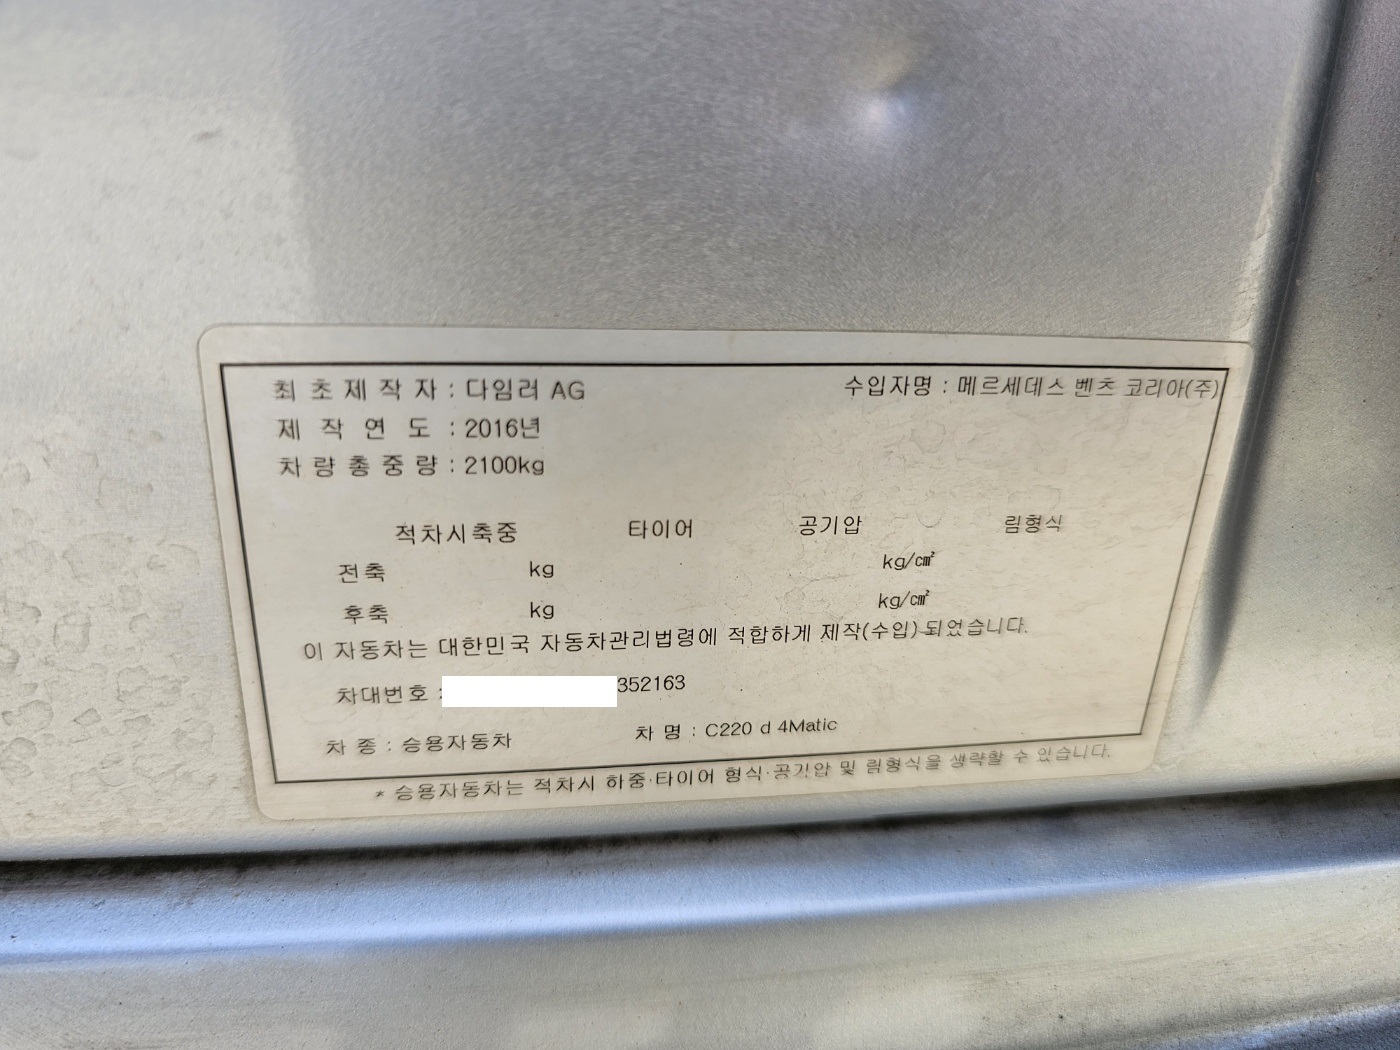 최초제작자 : 다임러 AG 수입자명 : 메르세데스 벤츠 코리아(주)
제작연도 : 2016년
차량총중량 : 2100kg
적차시축중 타이어 공기압 림형식
전축 kg kg/㎠
후축 kg kg/㎠
이 자동차는 대한민국 자동차관리법령에 적합하게 제작(수입)되었습니다.
차대번호 : 352163
차종 : 승용자동차 차명 : C220 d 4Matic
* 승용자동차는 적차시 하중·타이어 형식·공기압 및 림형식을 생략할 수 있습니다.